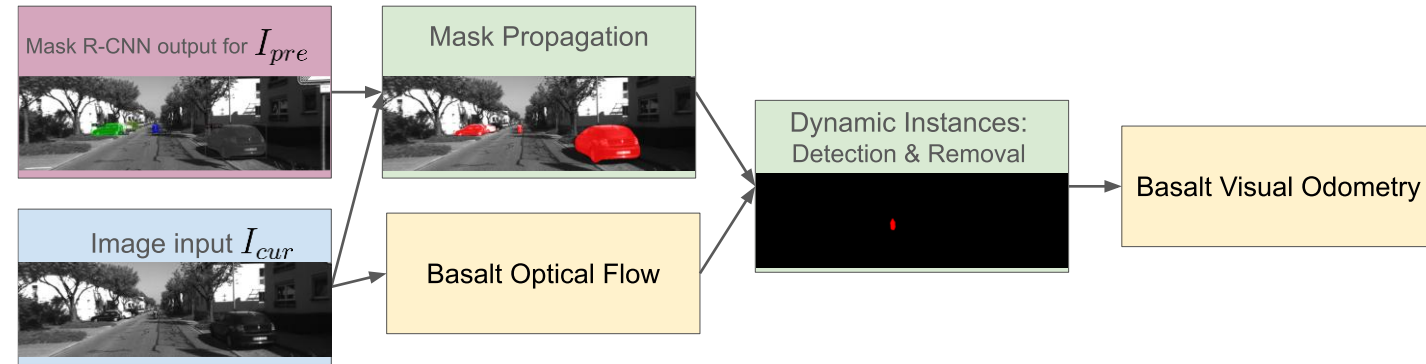 Mask R-CNN output for I_pre
Mask Propagation
Image input I_cur
Basalt Optical Flow
Dynamic Instances:
Detection & Removal
Basalt Visual Odometry